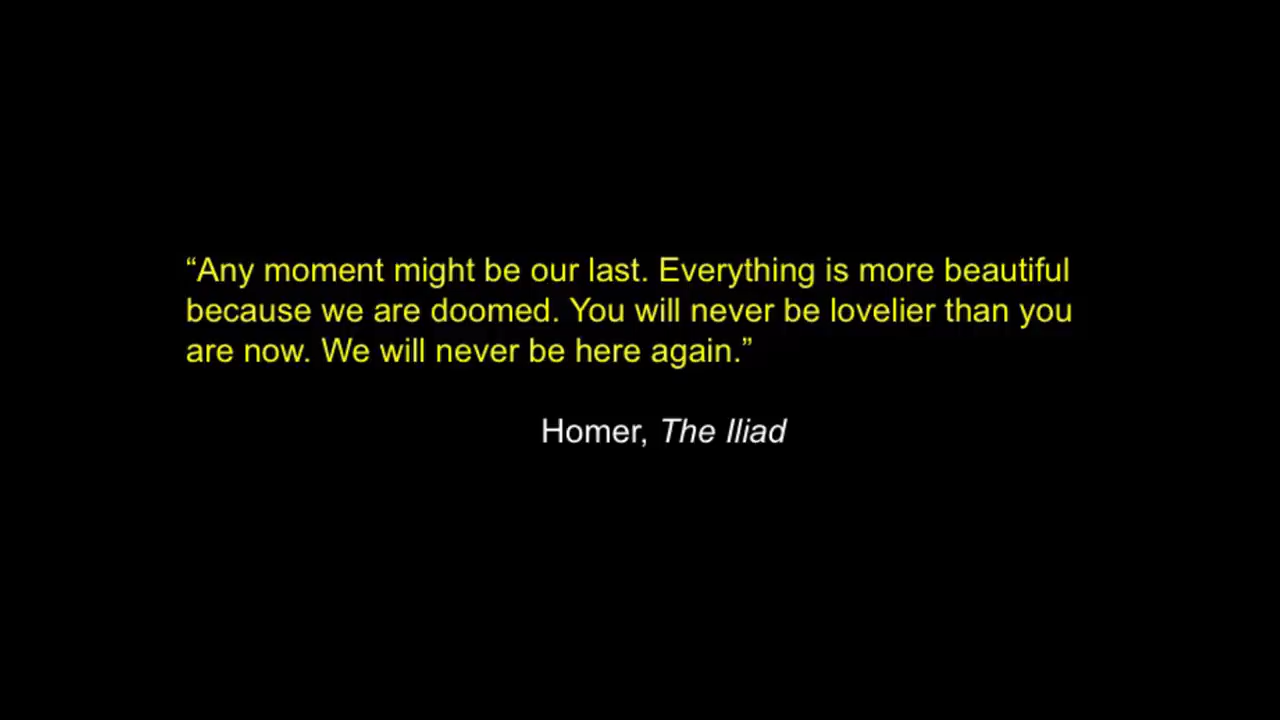 “Any moment might be our last. Everything is more beautiful
because we are doomed. You will never be lovelier than you
are now. We will never be here again.”
Homer, The Iliad